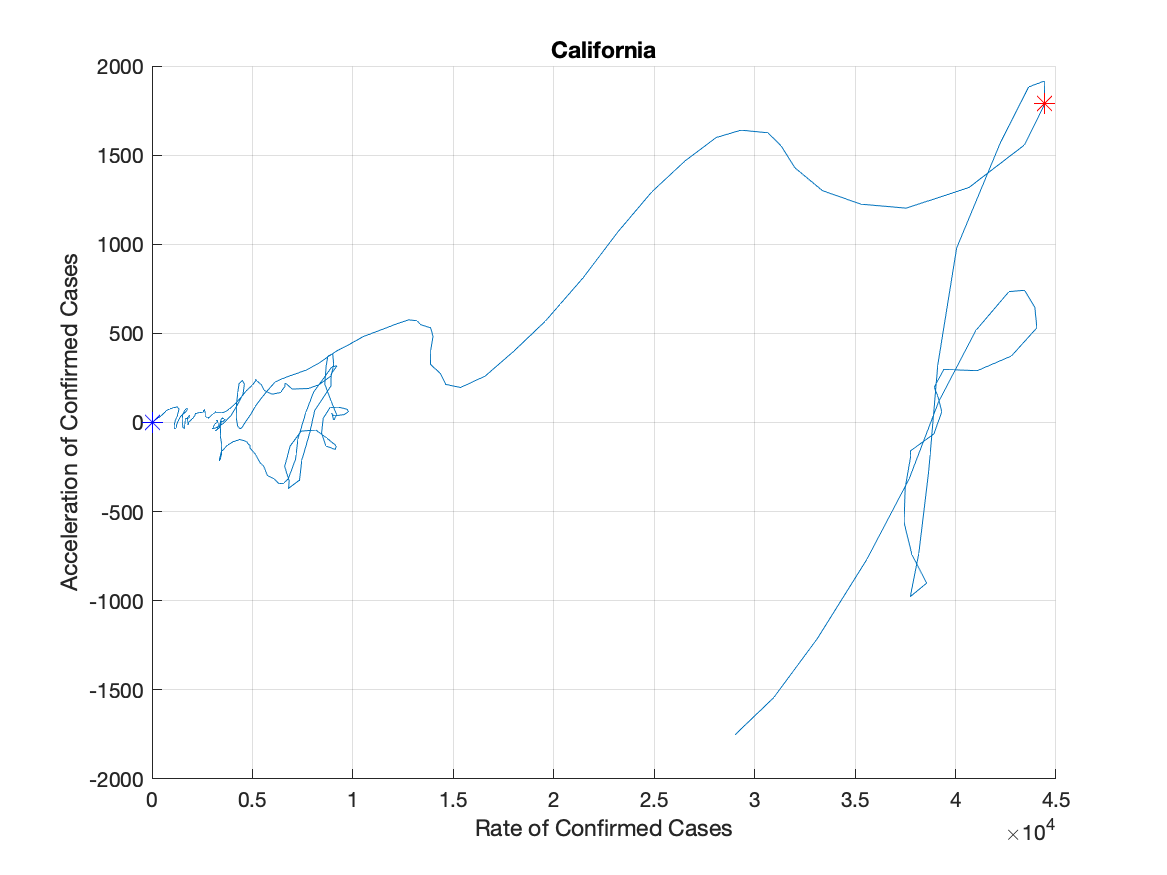 California
2000
1500
1000
500
0
-500
-1000
-1500
-2000
0 0.5 1 1.5 2 2.5 3 3.5 4 4.5
×10^4
Rate of Confirmed Cases
Acceleration of Confirmed Cases